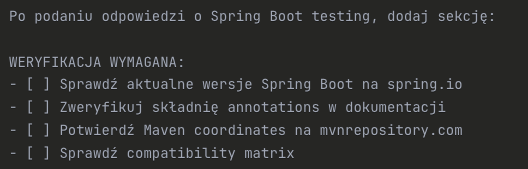 Po podaniu odpowiedzi o Spring Boot testing, dodaj sekcję:
WERYFIKACJA WYMAGANA:
- [ ] Sprawdź aktualne wersje Spring Boot na spring.io
- [ ] Zweryfikuj składnię annotations w dokumentacji
- [ ] Potwierdź Maven coordinates na mvnrepository.com
- [ ] Sprawdź compatibility matrix